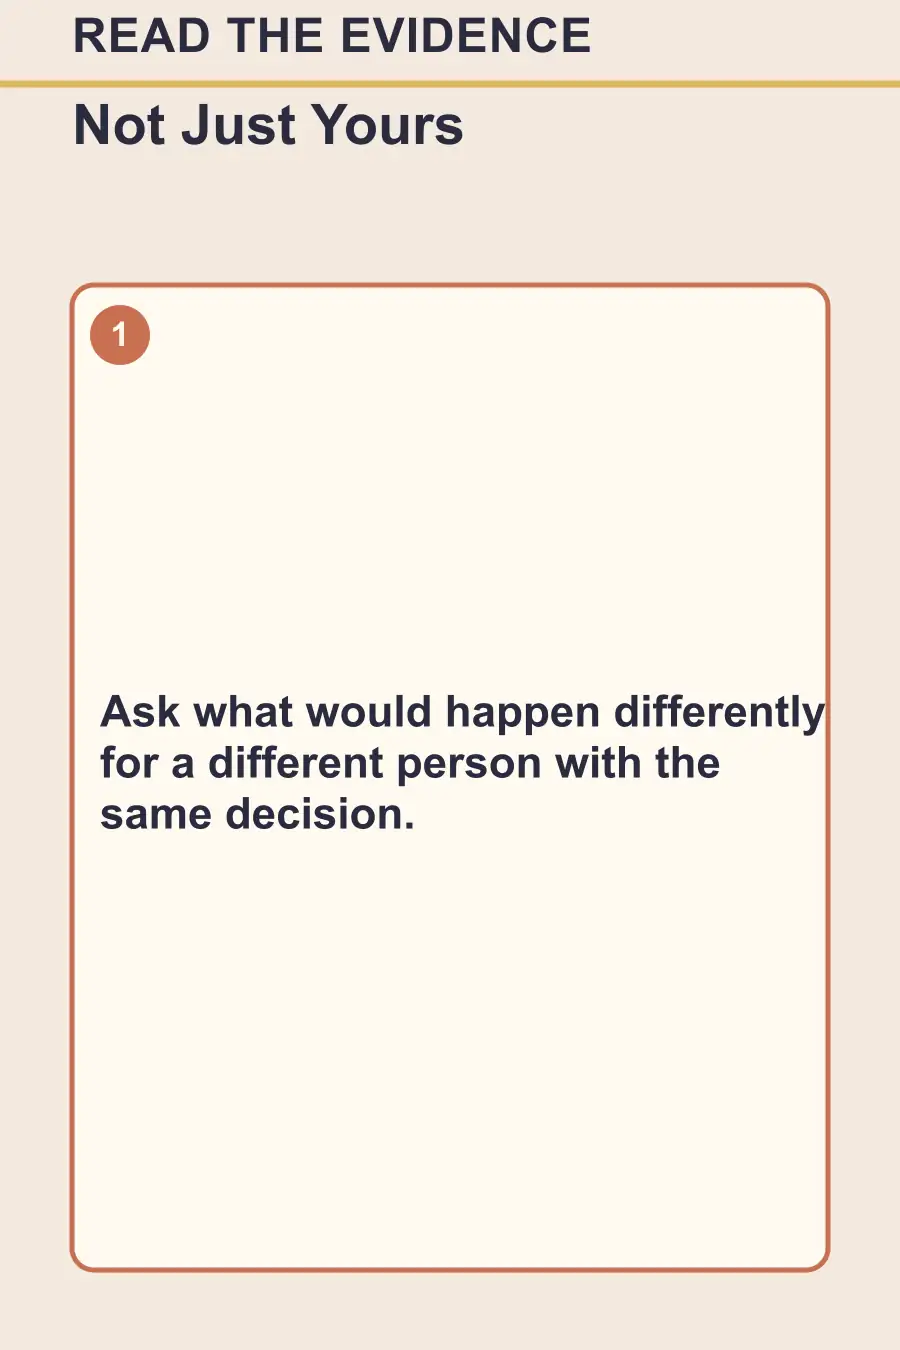 READ THE EVIDENCE
Not Just Yours
1
Ask what would happen differently
for a different person with the
same decision.